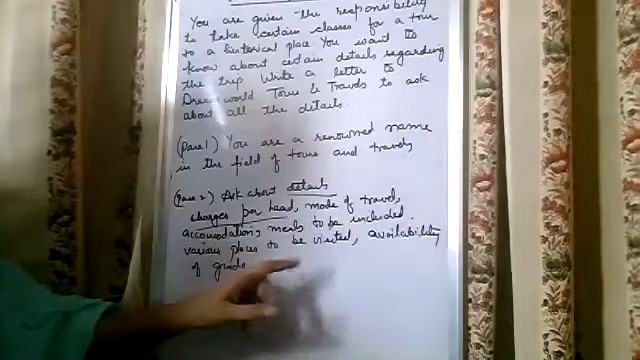 You are given the responsibility
to take certain classes for a tour
to a historical place. You want to
know about certain details regarding
the trip. Write a letter to
Dreamworld Tours & Travels to ask
about all the details.
(para 1) You are a renowned name
in the field of tours and travels
(para 2) Ask about details
charges per head, mode of travel,
accomodation, meals to be included.
various places to be visited, availability
of guide